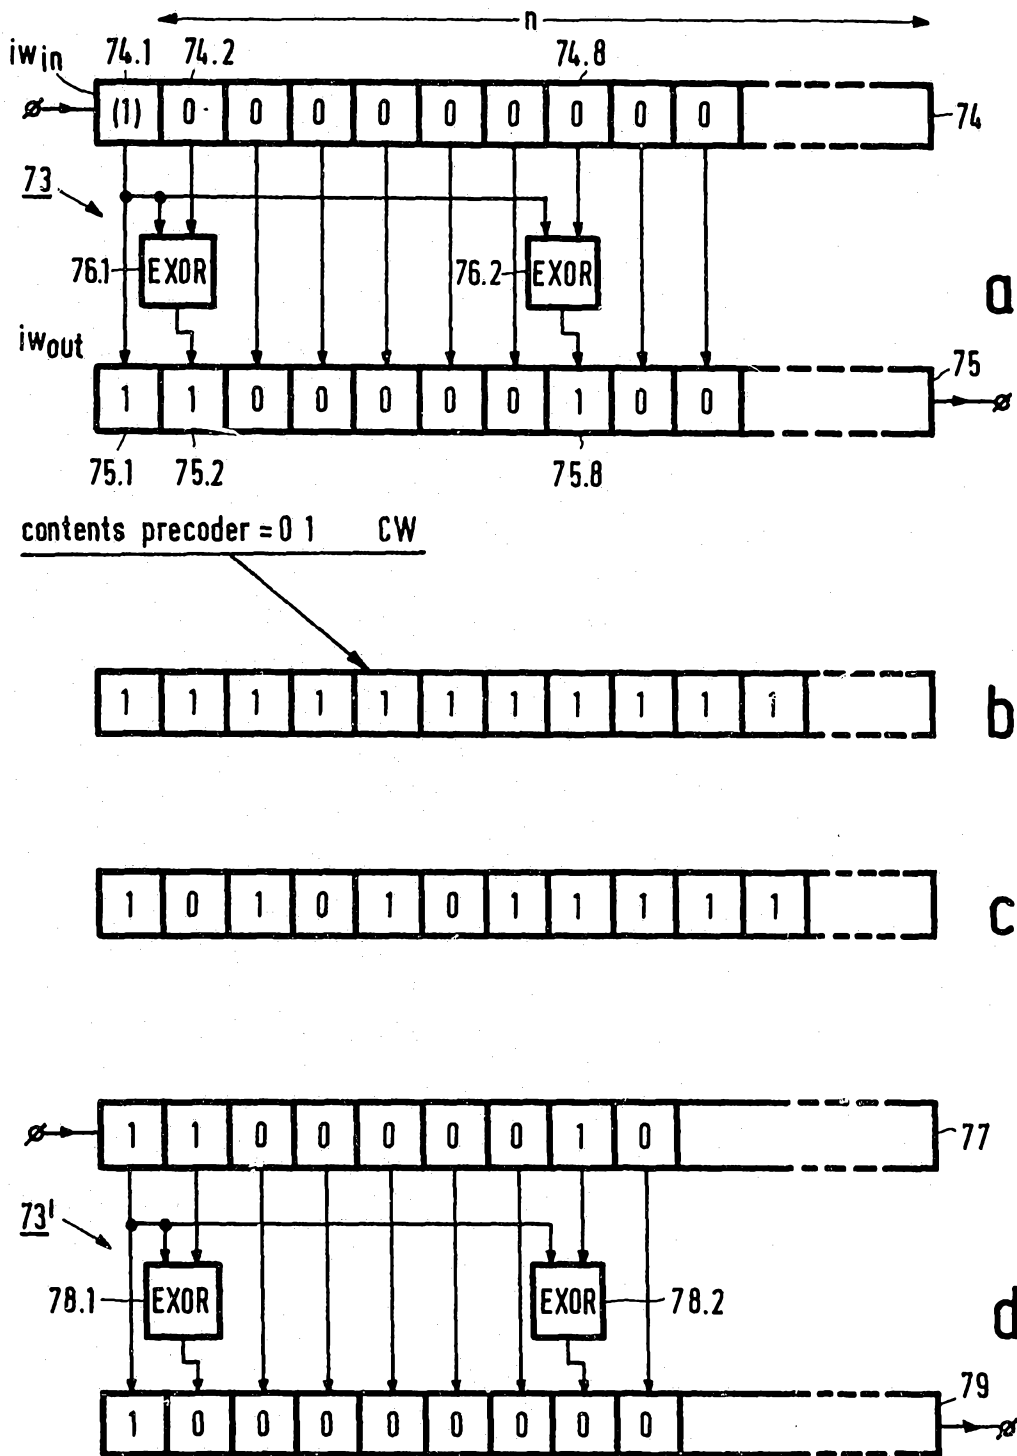 n
iwin 74.1 74.2 74.8
ø (1) 0 0 0 0 0 0 0 0 0 74
73
76.1 EXOR 76.2 EXOR
a
iwout
1 1 0 0 0 0 0 1 0 0 75 ø
75.1 75.2 75.8
contents precoder = 0 1 CW
1 1 1 1 1 1 1 1 1 1 1 b
1 0 1 0 1 0 1 1 1 1 1 c
ø 1 1 0 0 0 0 0 1 0 77
73'
78.1 EXOR EXOR 78.2
d
1 0 0 0 0 0 0 0 0 79 ø